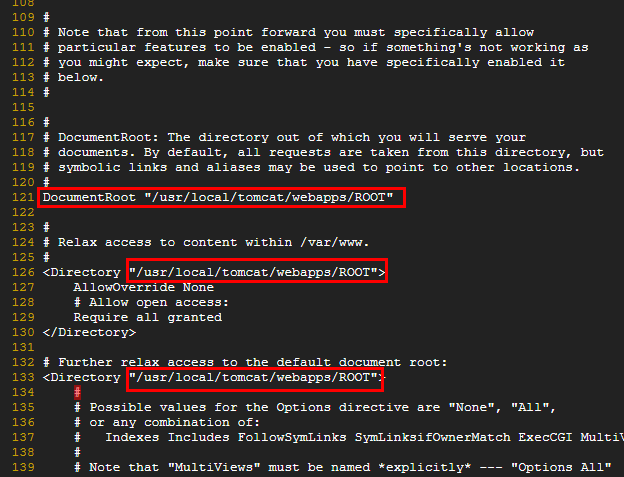 108
109 #
110 # Note that from this point forward you must specifically allow
111 # particular features to be enabled - so if something's not working as
112 # you might expect, make sure that you have specifically enabled it
113 # below.
114 #
115
116 #
117 # DocumentRoot: The directory out of which you will serve your
118 # documents. By default, all requests are taken from this directory, but
119 # symbolic links and aliases may be used to point to other locations.
120 #
121 DocumentRoot "/usr/local/tomcat/webapps/ROOT"
122
123 #
124 # Relax access to content within /var/www.
125 #
126 <Directory "/usr/local/tomcat/webapps/ROOT">
127     AllowOverride None
128     # Allow open access:
129     Require all granted
130 </Directory>
131
132 # Further relax access to the default document root:
133 <Directory "/usr/local/tomcat/webapps/ROOT">
134     #
135     # Possible values for the Options directive are "None", "All",
136     # or any combination of:
137     #   Indexes Includes FollowSymLinks SymLinksifOwnerMatch ExecCGI MultiV
138     #
139     # Note that "MultiViews" must be named *explicitly* --- "Options All"